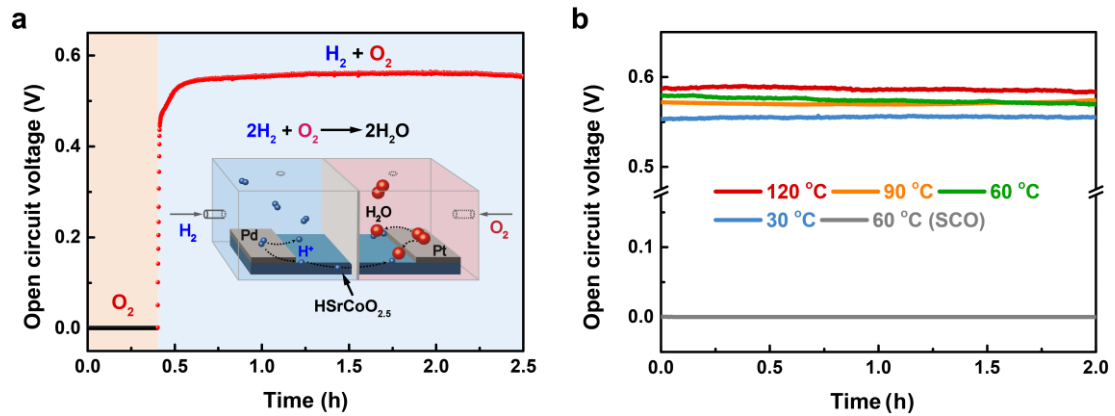 a
Open circuit voltage (V)
0.6
0.4
0.2
0.0
O₂
H₂ + O₂
2H₂ + O₂ ⟶ 2H₂O
H₂
Pd
H⁺
H₂O
Pt
O₂
HSrCoO₂.₅
0.0 0.5 1.0 1.5 2.0 2.5
Time (h)
b
Open circuit voltage (V)
0.6
0.5
0.1
0.0
120 °C 90 °C 60 °C
30 °C 60 °C (SCO)
0.0 0.5 1.0 1.5 2.0
Time (h)